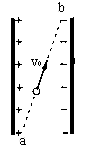 b
+ -
+ -
v₀
+ -
+ -
+ -
+ -
a